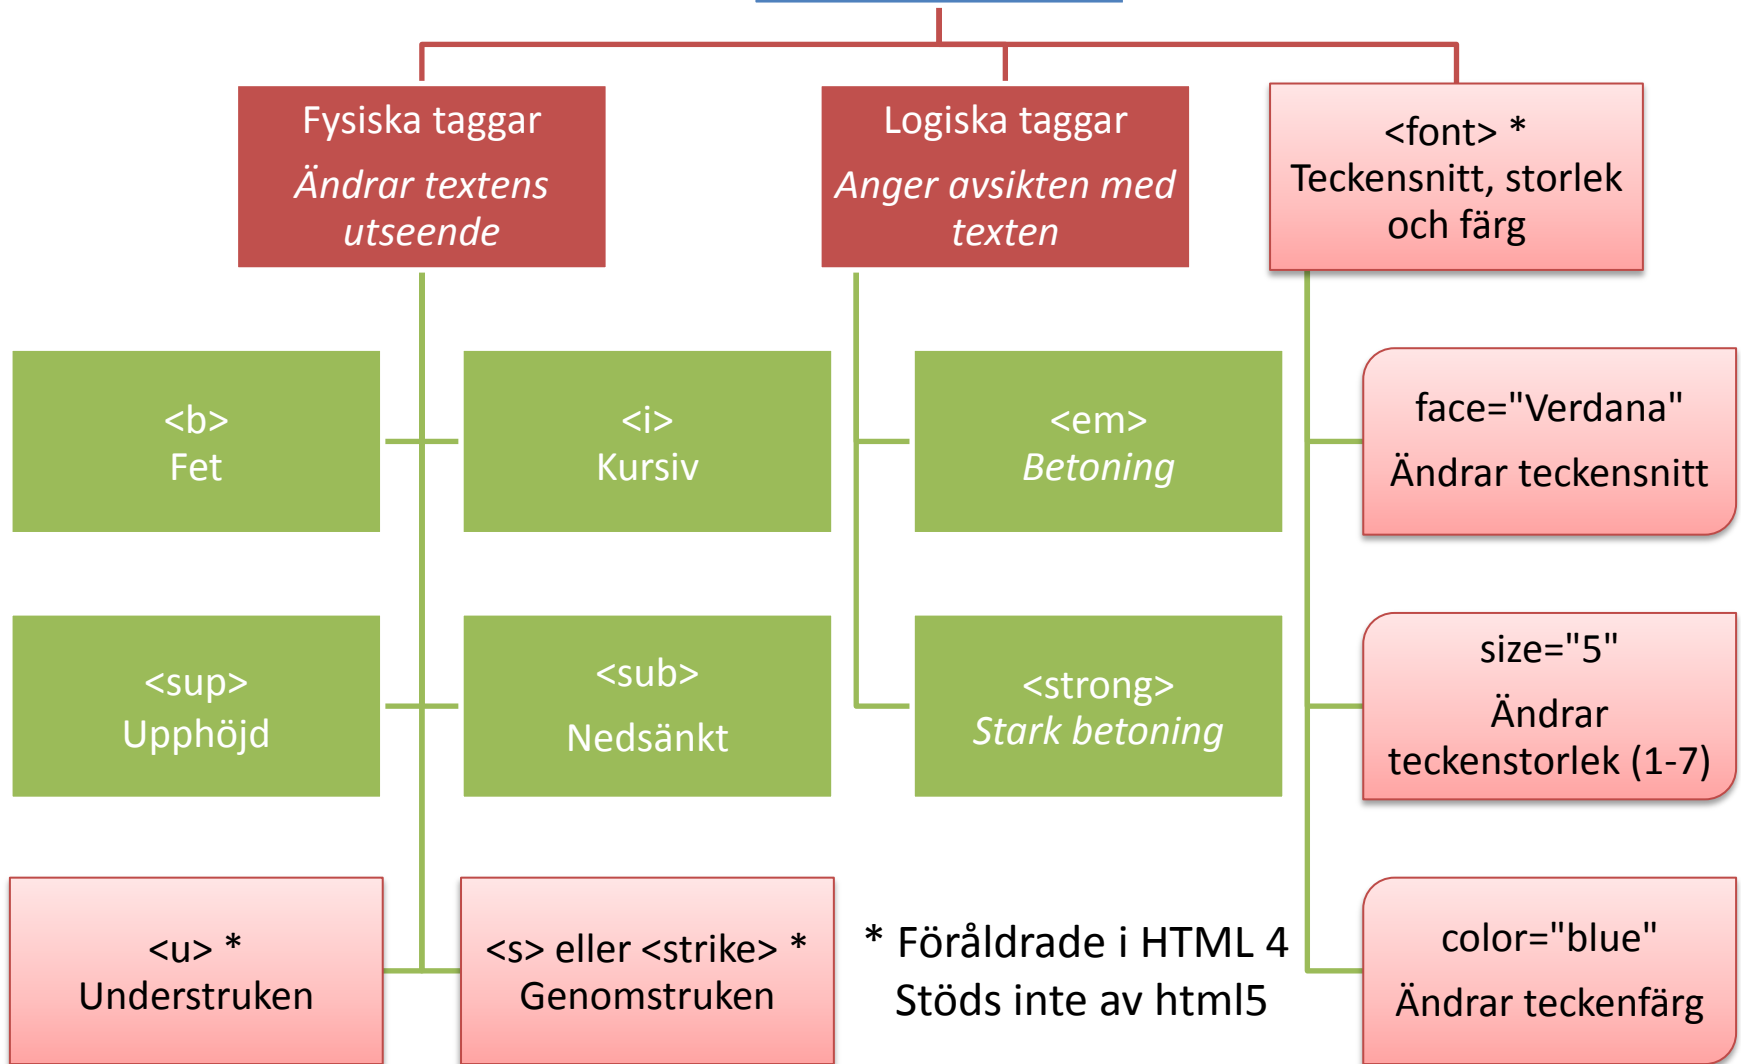 Fysiska taggar
Ändrar textens
utseende
Logiska taggar
Anger avsikten med
texten
<font> *
Teckensnitt, storlek
och färg
<b>
Fet
<i>
Kursiv
<em>
Betoning
face="Verdana"
Ändrar teckensnitt
<sup>
Upphöjd
<sub>
Nedsänkt
<strong>
Stark betoning
size="5"
Ändrar
teckenstorlek (1-7)
<u> *
Understruken
<s> eller <strike> *
Genomstruken
* Föråldrade i HTML 4
Stöds inte av html5
color="blue"
Ändrar teckenfärg